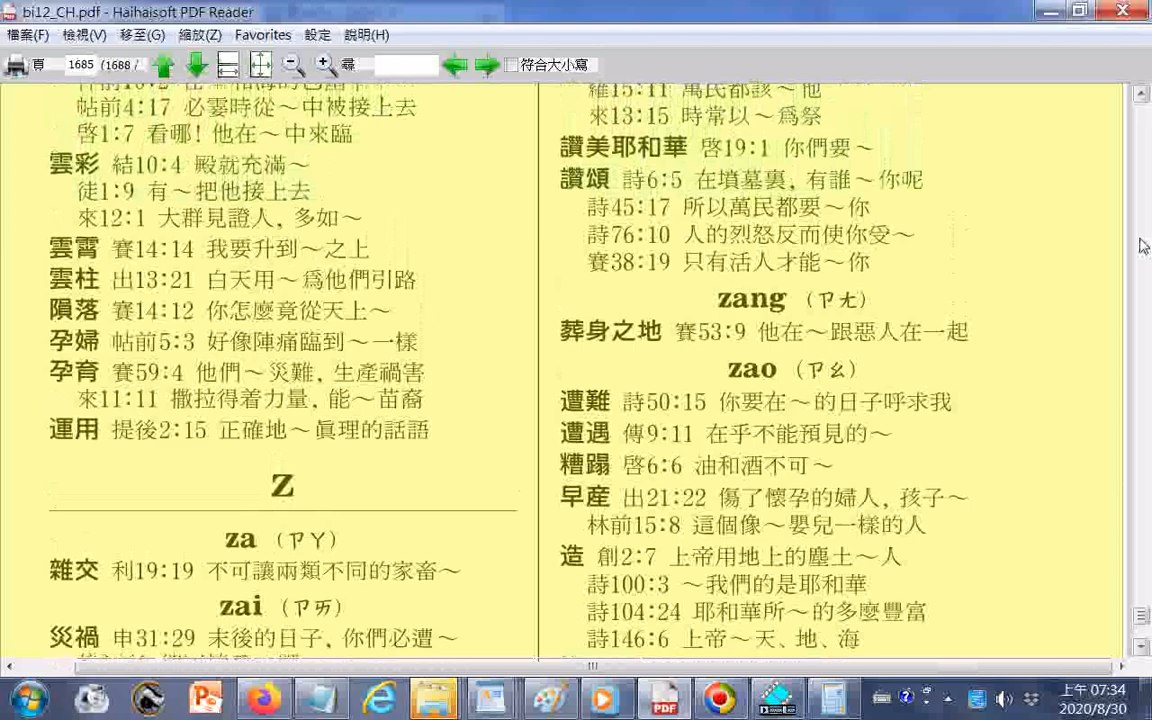 bi12_CH.pdf - Haihaisoft PDF Reader
檔案(F) 檢視(V) 移至(G) 縮放(Z) Favorites 設定 說明(H)
頁 1685 (1688 / 尋 符合大小寫
帖前4:17 必要時從～中被接上去
啓1:7 看哪！他在～中來臨
雲彩 結10:4 殿就充滿～
徒1:9 有～把他接上去
來12:1 大群見證人，多如～
雲霄 賽14:14 我要升到～之上
雲柱 出13:21 白天用～爲他們引路
隕落 賽14:12 你怎麼竟從天上～
孕婦 帖前5:3 好像陣痛臨到～一樣
孕育 賽59:4 他們～災難，生產禍害
來11:11 撒拉得着力量，能～苗裔
運用 提後2:15 正確地～眞理的話語
Z
za （ㄗㄚ）
雜交 利19:19 不可讓兩類不同的家畜～
zai （ㄗㄞ）
災禍 申31:29 末後的日子，你們必遭～
羅15:11 萬民都該～他
來13:15 時常以～爲祭
讚美耶和華 啓19:1 你們要～
讚頌 詩6:5 在墳墓裏，有誰～你呢
詩45:17 所以萬民都要～你
詩76:10 人的烈怒反而使你受～
賽38:19 只有活人才能～你
zang （ㄗㄤ）
葬身之地 賽53:9 他在～跟惡人在一起
zao （ㄗㄠ）
遭難 詩50:15 你要在～的日子呼求我
遭遇 傳9:11 在乎不能預見的～
糟蹋 啓6:6 油和酒不可～
早產 出21:22 傷了懷孕的婦人，孩子～
林前15:8 這個像～嬰兒一樣的人
造 創2:7 上帝用地上的塵土～人
詩100:3 ～我們的是耶和華
詩104:24 耶和華所～的多麼豐富
詩146:6 上帝～天、地、海
上午 07:34
2020/8/30